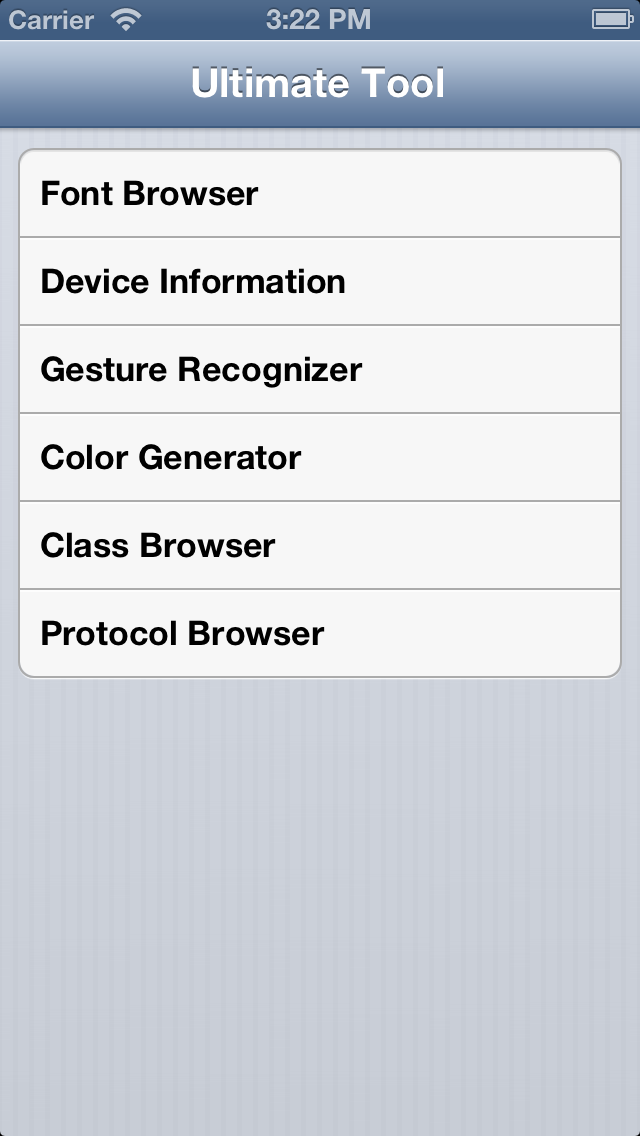 Carrier 3:22 PM
Ultimate Tool
Font Browser
Device Information
Gesture Recognizer
Color Generator
Class Browser
Protocol Browser